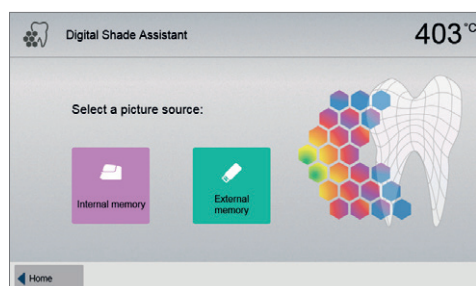 Digital Shade Assistant
403 °C
Select a picture source:
Internal memory
External
memory
Home